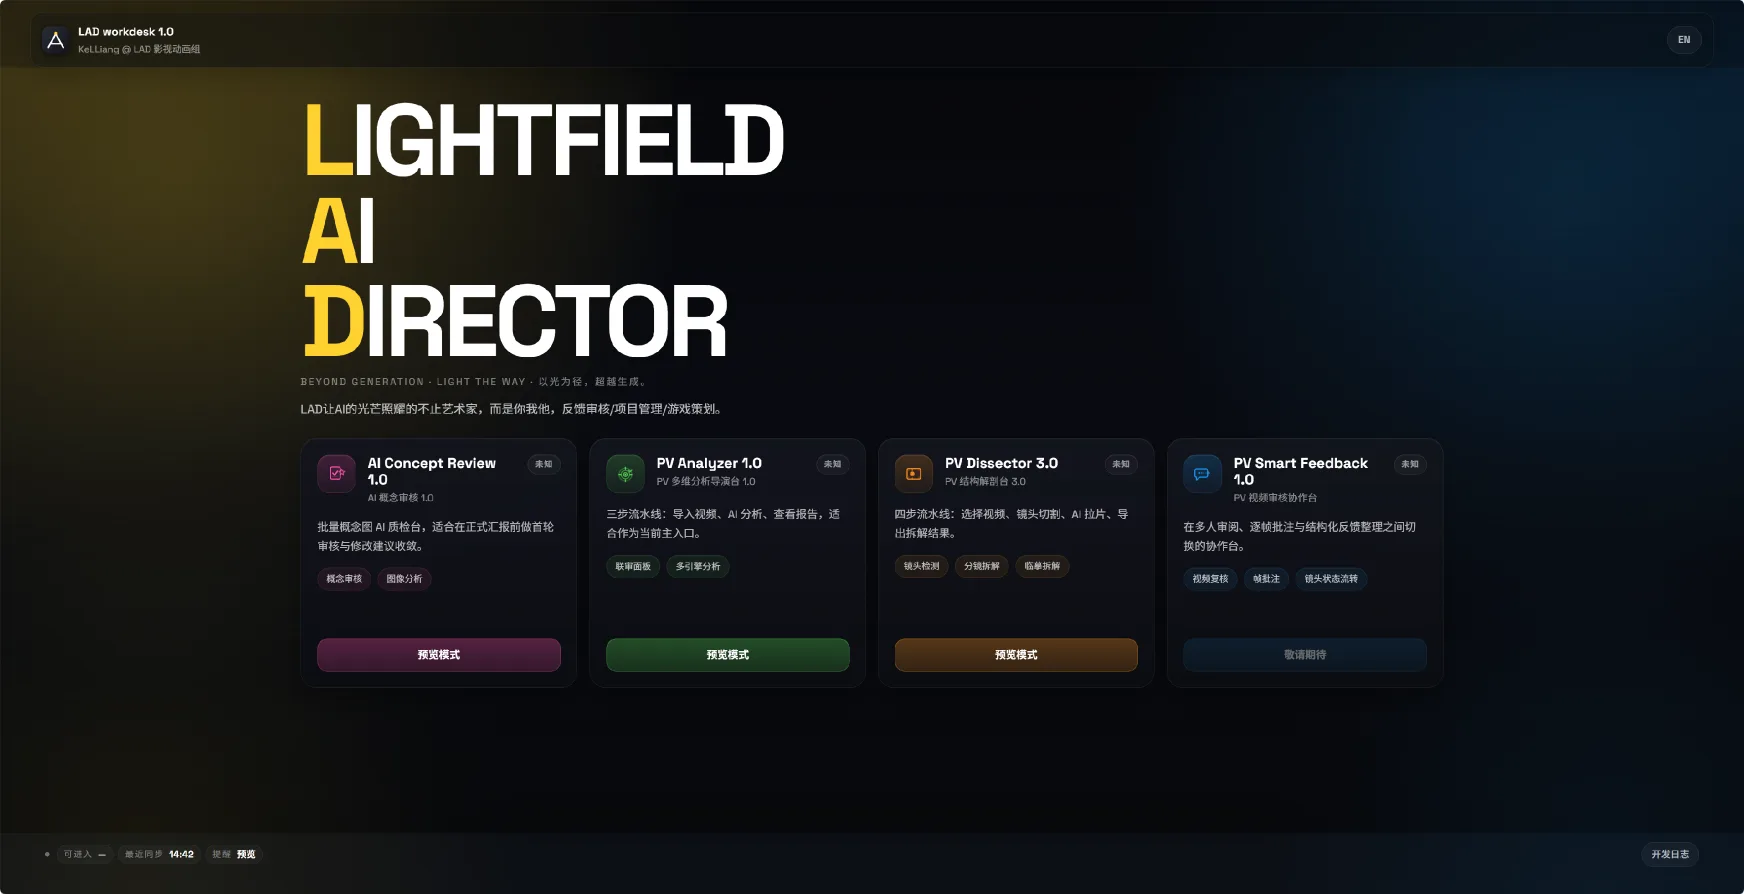 LAD workdesk 1.0
KeLLiang @ LAD 影视动画组
EN
LIGHTFIELD
AI
DIRECTOR
BEYOND GENERATION · LIGHT THE WAY · 以光为径，超越生成。
LAD让AI的光芒照耀的不止艺术家，而是你我他，反馈审核/项目管理/游戏策划。
AI Concept Review
1.0
未知
AI 概念审核 1.0
批量概念图 AI 质检台，适合在正式汇报前做首轮
审核与修改建议收敛。
概念审核
图像分析
预览模式
PV Analyzer 1.0
未知
PV 多维分析导演台 1.0
三步流水线：导入视频、AI 分析、查看报告，适
合作为当前主入口。
联审面板
多引擎分析
预览模式
PV Dissector 3.0
未知
PV 结构解剖台 3.0
四步流水线：选择视频、镜头切割、AI 拉片、导
出拆解结果。
镜头检测
分镜拆解
临摹拆解
预览模式
PV Smart Feedback
1.0
未知
PV 视频审核协作台
在多人审阅、逐帧批注与结构化反馈整理之间切
换的协作台。
视频复核
帧批注
镜头状态流转
敬请期待
可进入 —
最近同步 14:42
提醒 预览
开发日志